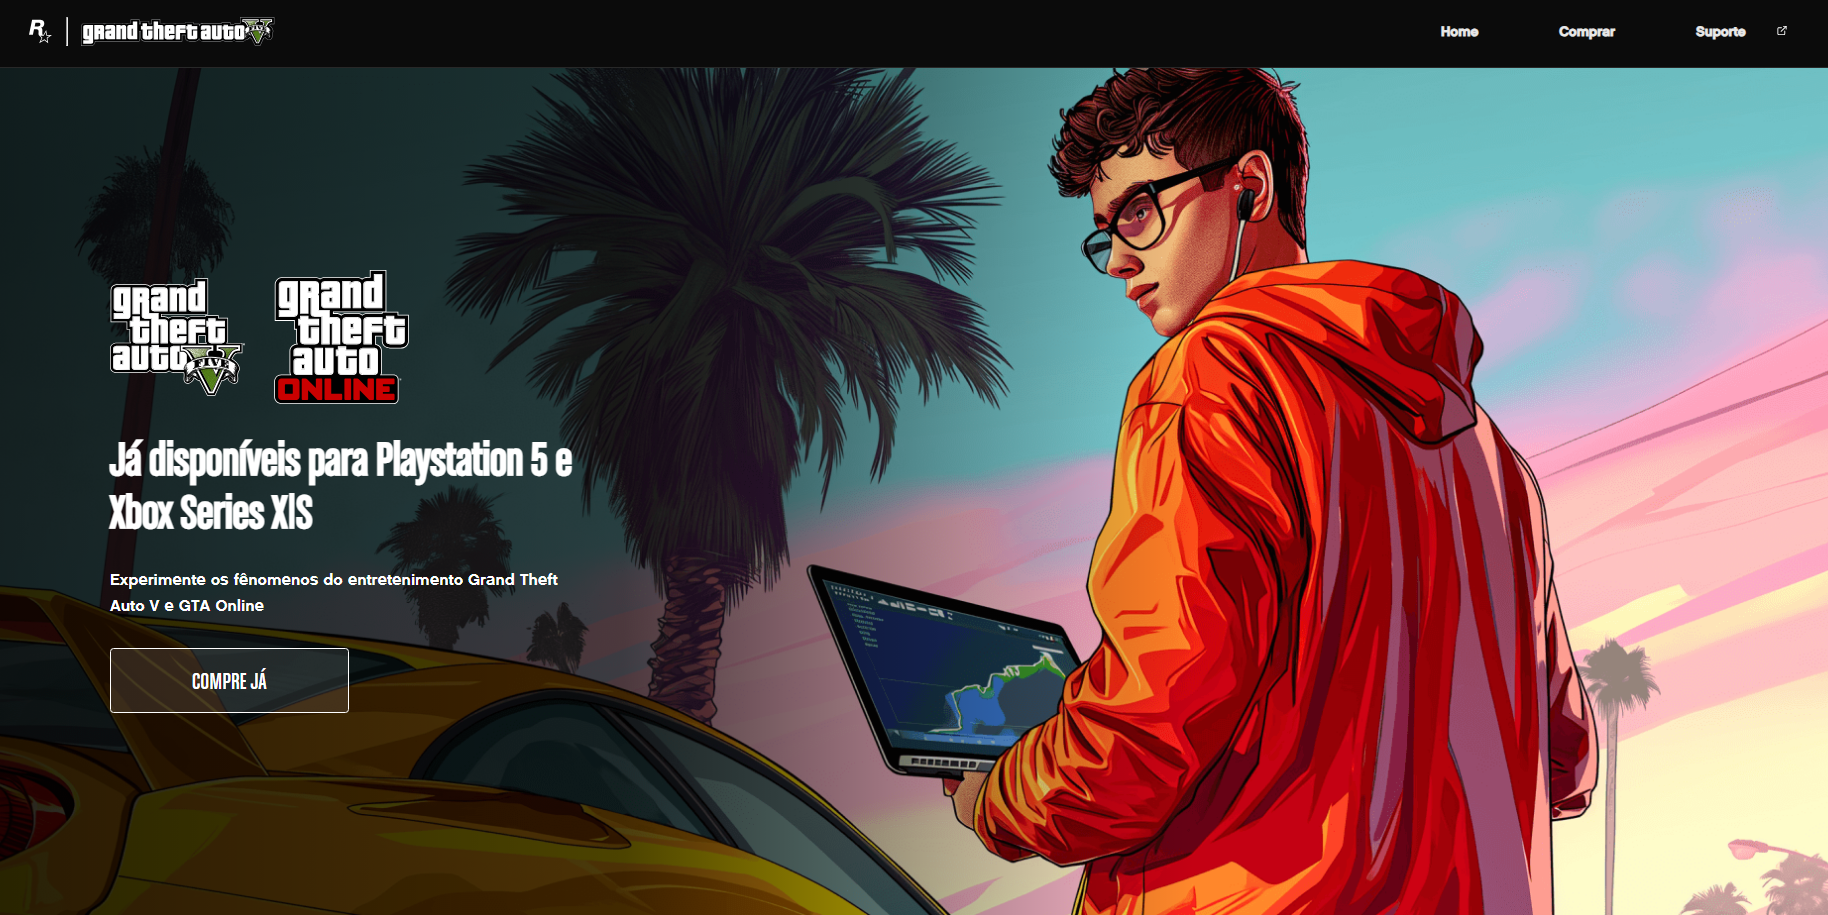 R
grand theft auto V
Home
Comprar
Suporte
grand
theft
auto V
FIVE
grand
theft
auto
ONLINE
Já disponíveis para Playstation 5 e
Xbox Series X|S
Experimente os fênomenos do entretenimento Grand Theft
Auto V e GTA Online
COMPRE JÁ